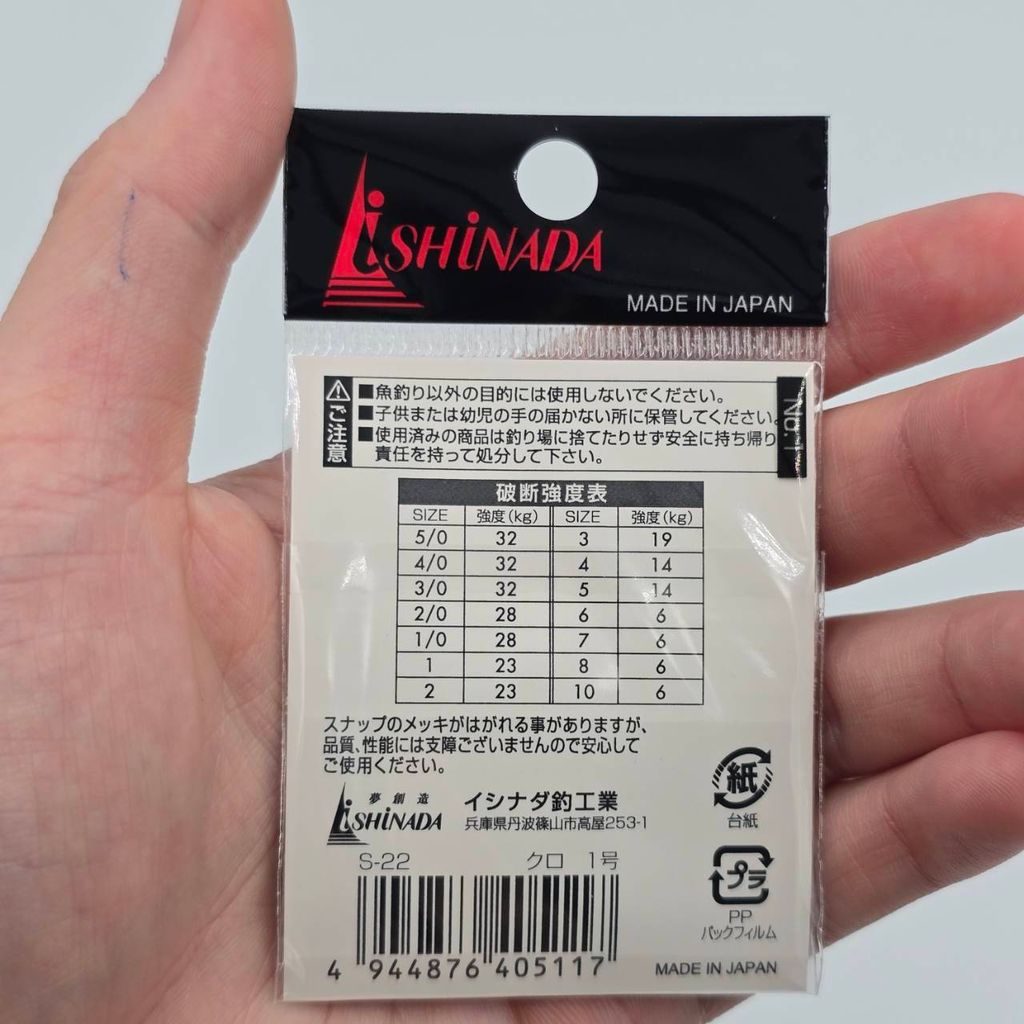 iSHiNADA
MADE IN JAPAN
⚠ご注意
■魚釣り以外の目的には使用しないでください。
■子供または幼児の手の届かない所に保管してください。
■使用済みの商品は釣り場に捨てたりせず安全に持ち帰り
責任を持って処分して下さい。
No.1
破断強度表
SIZE 強度(kg) SIZE 強度(kg)
5/0 32 3 19
4/0 32 4 14
3/0 32 5 14
2/0 28 6 6
1/0 28 7 6
1 23 8 6
2 23 10 6
スナップのメッキがはがれる事がありますが、
品質、性能には支障ございませんので安心して
ご使用ください。
夢創造
iSHiNADA
イシナダ釣工業
兵庫県丹波篠山市高屋253-1
紙
台紙
S-22 クロ 1号
プラ
PP
パックフィルム
4 944876 405117
MADE IN JAPAN